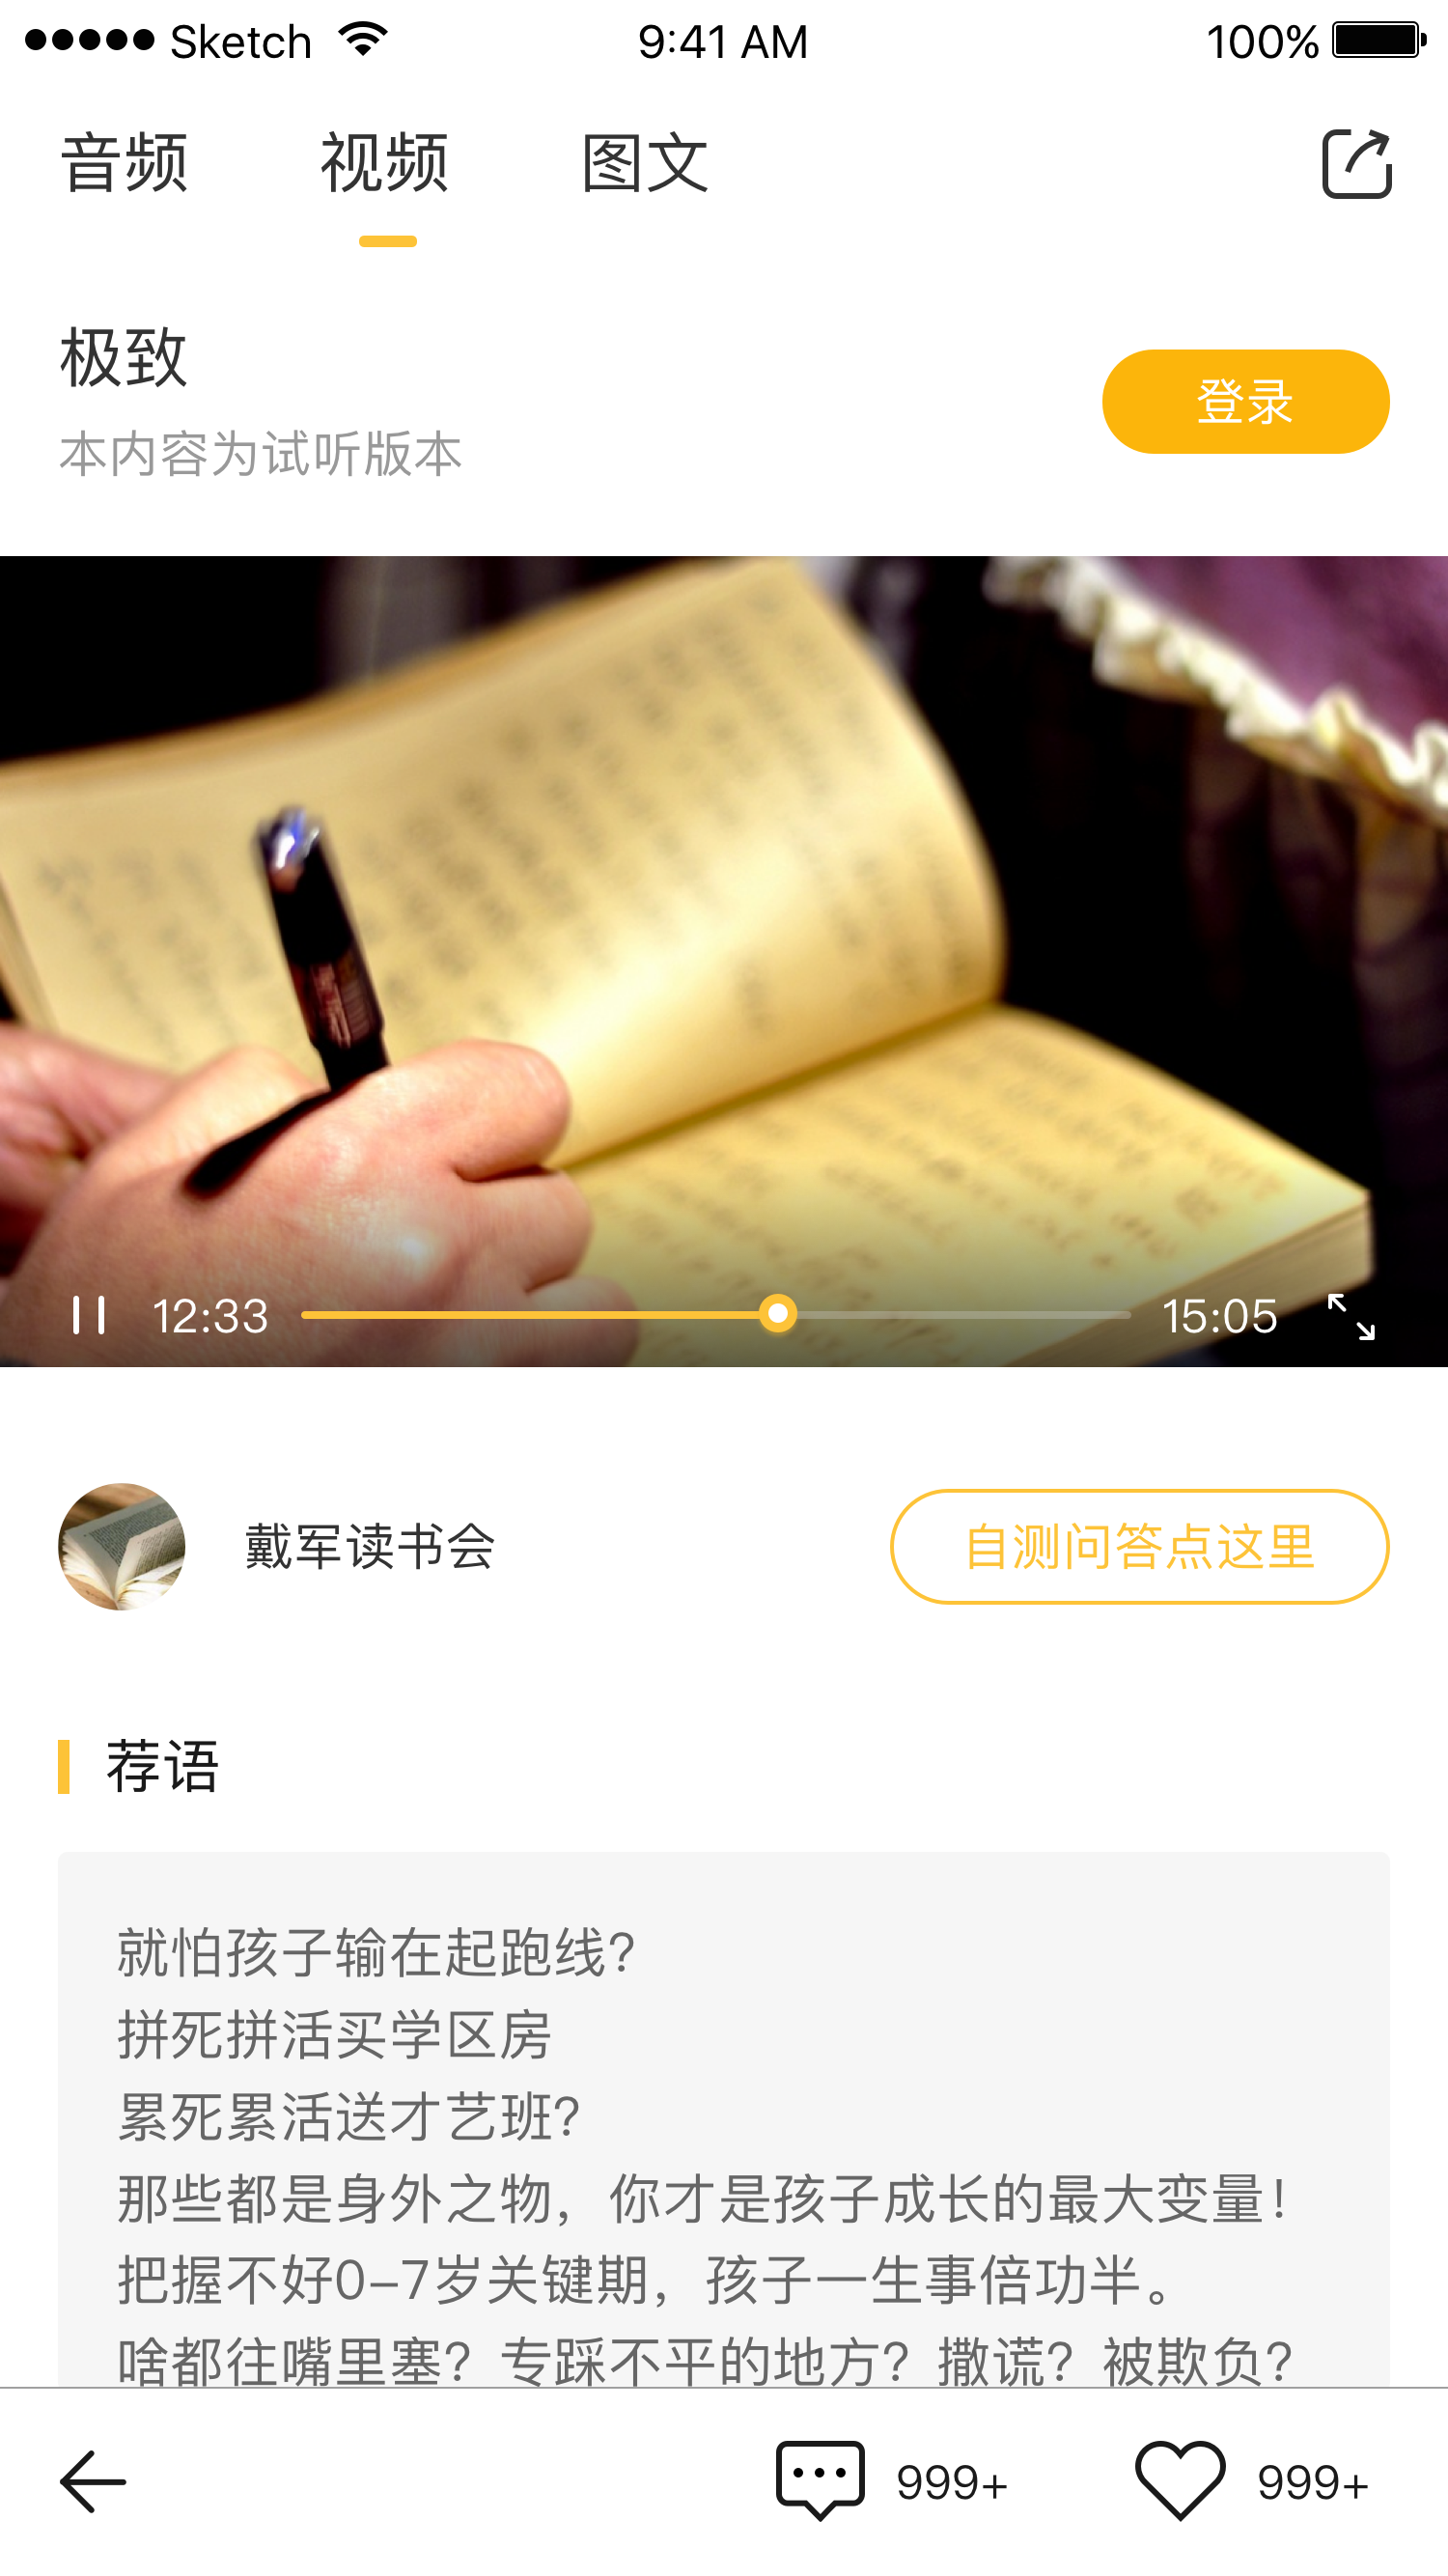 Sketch 9:41 AM 100%
音频 视频 图文
极致
本内容为试听版本
登录
12:33 15:05
戴军读书会
自测问答点这里
荐语
就怕孩子输在起跑线?
拼死拼活买学区房
累死累活送才艺班?
那些都是身外之物，你才是孩子成长的最大变量！
把握不好0-7岁关键期，孩子一生事倍功半。
啥都往嘴里塞？专踩不平的地方？撒谎？被欺负？
999+ 999+